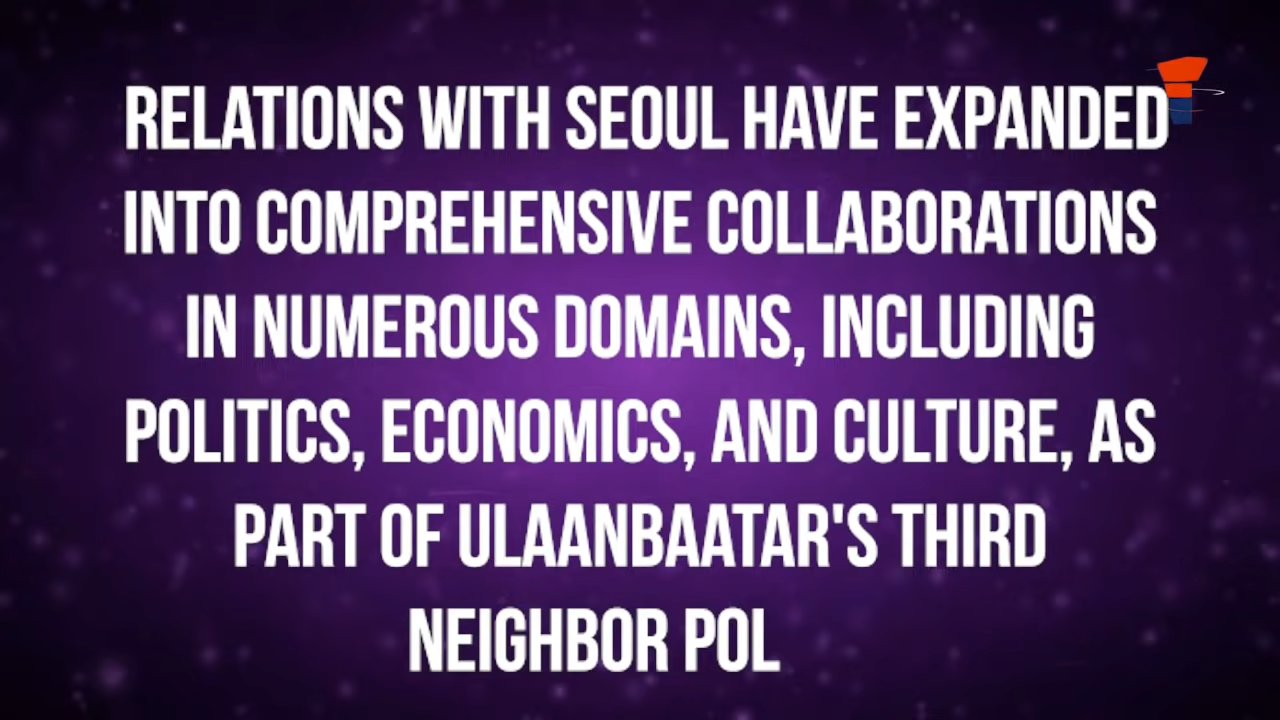 RELATIONS WITH SEOUL HAVE EXPANDED
INTO COMPREHENSIVE COLLABORATIONS
IN NUMEROUS DOMAINS, INCLUDING
POLITICS, ECONOMICS, AND CULTURE, AS
PART OF ULAANBAATAR'S THIRD
NEIGHBOR POL